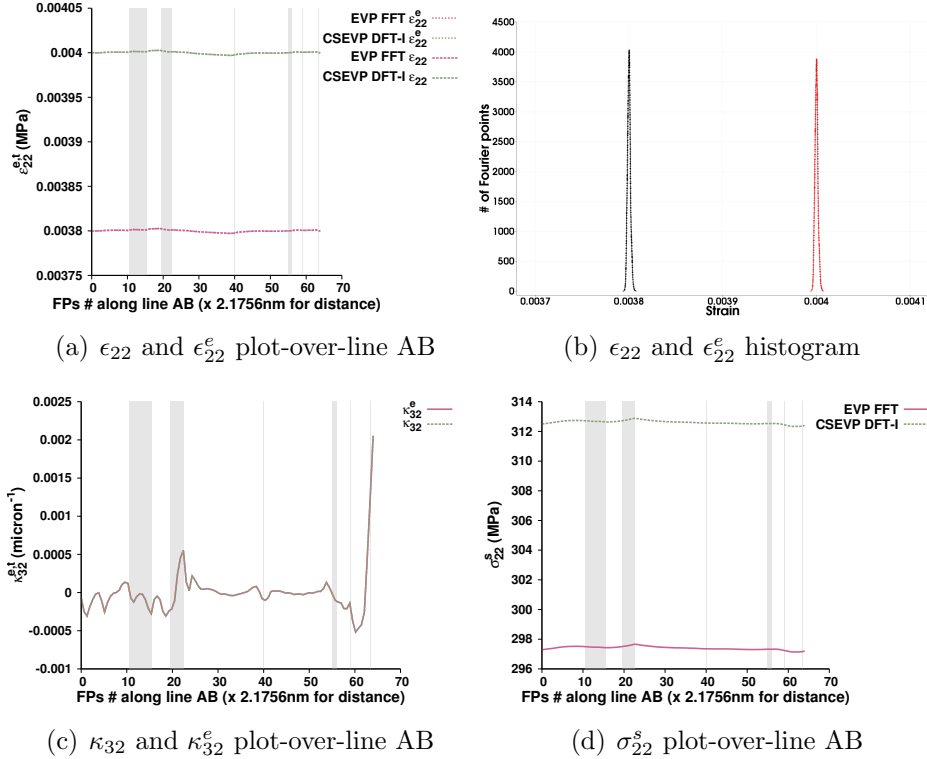 EVP FFT ε₂₂ᵉ
CSEVP DFT-I ε₂₂ᵉ
EVP FFT ε₂₂
CSEVP DFT-I ε₂₂
0.00405
0.004
0.00395
0.0039
0.00385
0.0038
0.00375
ε₂₂ᵉ,ᵗ (MPa)
0 10 20 30 40 50 60 70
FPs # along line AB (x 2.1756nm for distance)
(a) ϵ₂₂ and ϵ₂₂ᵉ plot-over-line AB
4000
3500
3000
2500
2000
1500
1000
500
0
# of Fourier points
0.0037 0.0038 0.0039 0.004 0.0041
Strain
(b) ϵ₂₂ and ϵ₂₂ᵉ histogram
κ₃₂ᵉ
κ₃₂
0.0025
0.002
0.0015
0.001
0.0005
0
-0.0005
-0.001
κ₃₂ᵉ,ᵗ (micron⁻¹)
0 10 20 30 40 50 60 70
FPs # along line AB (x 2.1756nm for distance)
(c) κ₃₂ and κ₃₂ᵉ plot-over-line AB
EVP FFT
CSEVP DFT-I
314
312
310
308
306
304
302
300
298
296
σ₂₂ˢ (MPa)
0 10 20 30 40 50 60 70
FPs # along line AB (x 2.1756nm for distance)
(d) σ₂₂ˢ plot-over-line AB